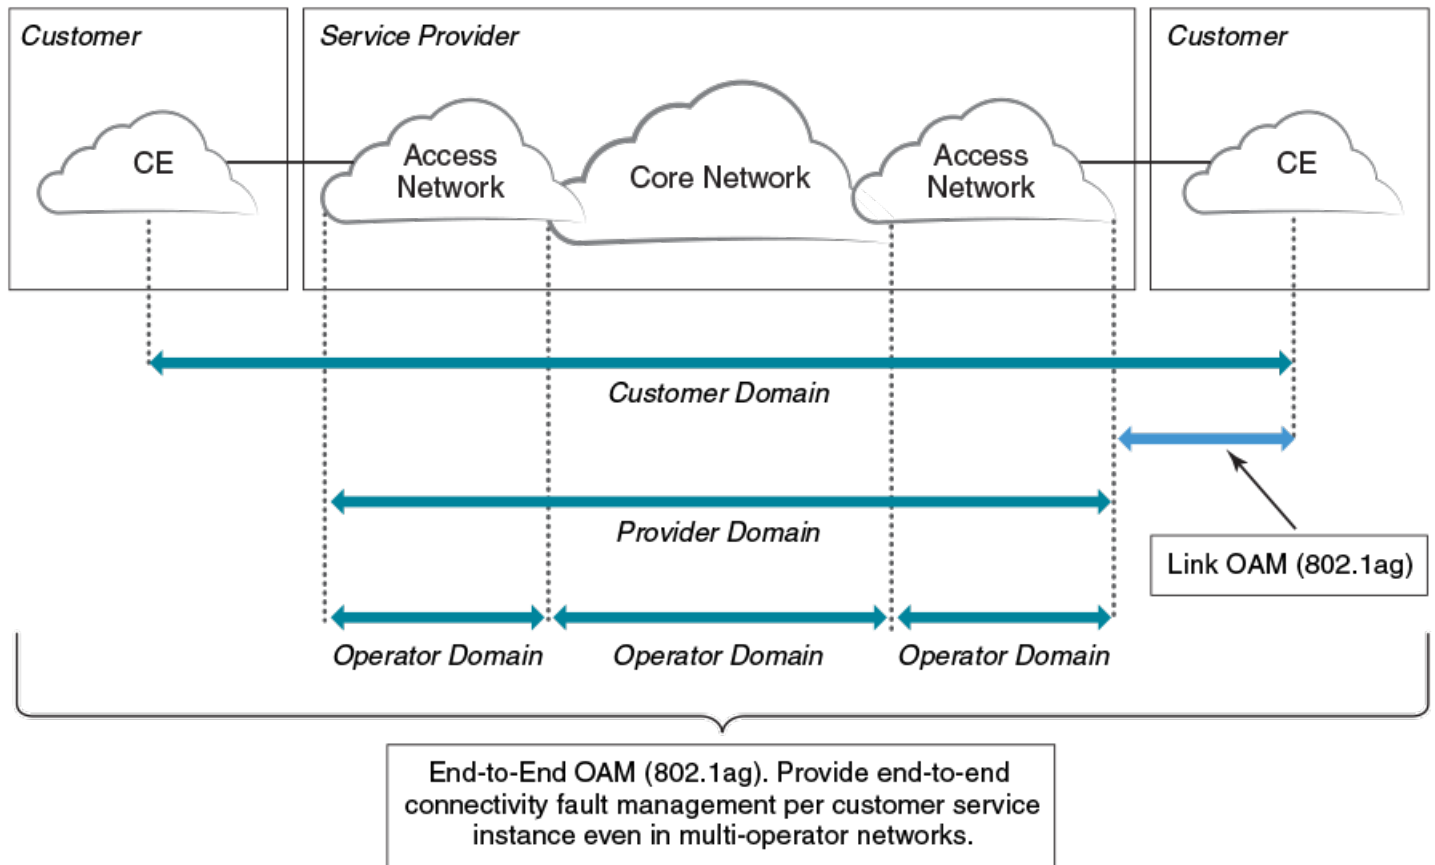 Customer
Service Provider
Customer
CE
Access
Network
Core Network
Access
Network
CE
Customer Domain
Provider Domain
Link OAM (802.1ag)
Operator Domain
Operator Domain
Operator Domain
End-to-End OAM (802.1ag). Provide end-to-end
connectivity fault management per customer service
instance even in multi-operator networks.